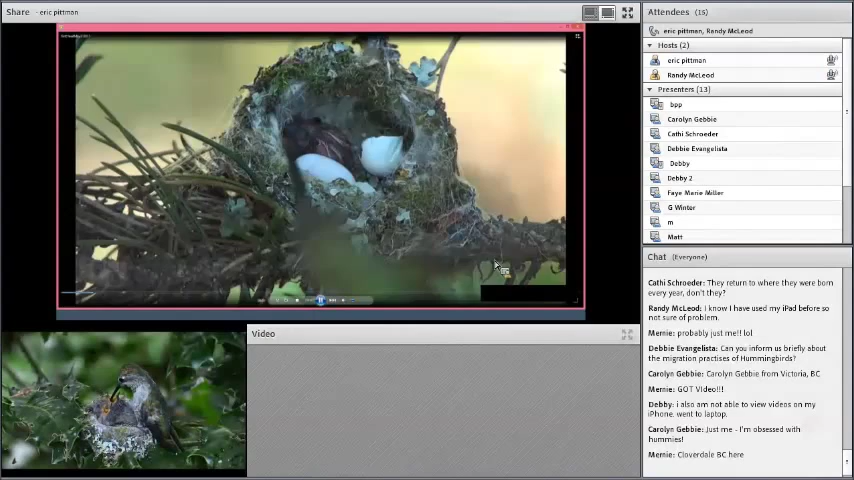 Share - eric pittman
Attendees (15)
eric pittman, Randy McLeod
Hosts (2)
eric pittman
Randy McLeod
Presenters (13)
bpp
Carolyn Gebbie
Cathi Schroeder
Debbie Evangelista
Debby
Debby 2
Faye Marie Miller
G Winter
m
Matt
Chat (Everyone)
Cathi Schroeder: They return to where they were born
every year, don't they?
Randy McLeod: I know I have used my iPad before so
not sure of problem.
Mernie: probably just me!! lol
Debbie Evangelista: Can you inform us briefly about
the migration practises of Hummingbirds?
Carolyn Gebbie: Carolyn Gebbie from Victoria, BC
Mernie: GOT VIdeo!!!
Debby: i also am not able to view videos on my
iPhone. went to laptop.
Carolyn Gebbie: Just me - I'm obsessed with
hummies!
Mernie: Cloverdale BC here
Video